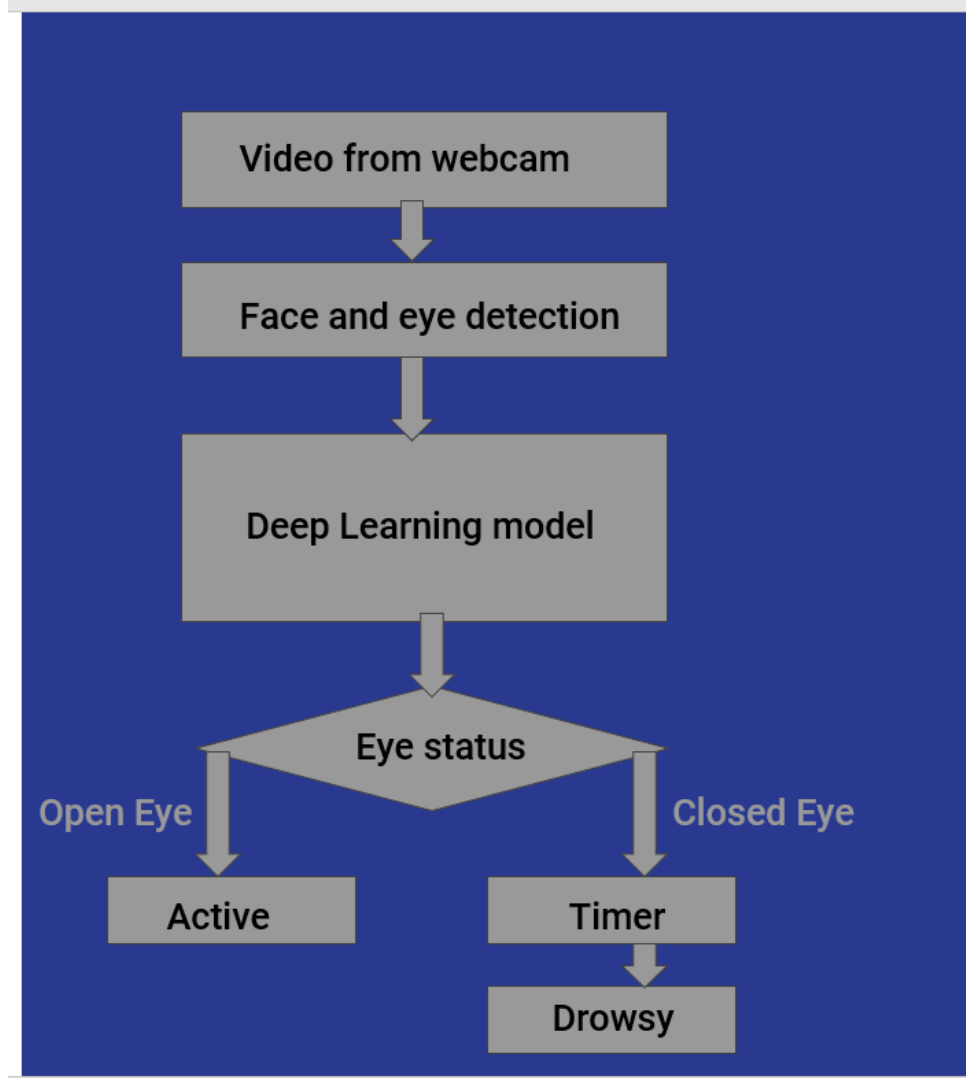 Video from webcam
Face and eye detection
Deep Learning model
Eye status
Open Eye
Closed Eye
Active
Timer
Drowsy